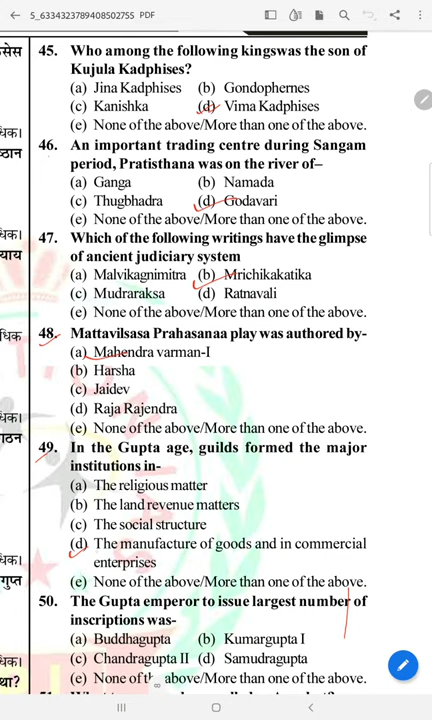 S_6334323789408502755 PDF
कसेस
45. Who among the following kingswas the son of
Kujula Kadphises?
(a) Jina Kadphises (b) Gondophernes
धिक। (c) Kanishka (d) Vima Kadphises
(e) None of the above/More than one of the above.
ष्ठान 46. An important trading centre during Sangam
period, Pratisthana was on the river of–
(a) Ganga (b) Namada
(c) Thugbhadra (d) Godavari
(e) None of the above/More than one of the above.
धिक। 47. Which of the following writings have the glimpse
याय of ancient judiciary system
(a) Malvikagnimitra (b) Mrichikakatika
(c) Mudraraksa (d) Ratnavali
(e) None of the above/More than one of the above.
धिक 48. Mattavilsasa Prahasanaa play was authored by-
(a) Mahendra varman-I
(b) Harsha
(c) Jaidev
(d) Raja Rajendra
धिक। (e) None of the above/More than one of the above.
गठन 49. In the Gupta age, guilds formed the major
institutions in-
(a) The religious matter
(b) The land revenue matters
(c) The social structure
(d) The manufacture of goods and in commercial
धिक। enterprises
गुप्त (e) None of the above/More than one of the above.
50. The Gupta emperor to issue largest number of
inscriptions was-
(a) Buddhagupta (b) Kumargupta I
धिक। (c) Chandragupta II (d) Samudragupta
था? (e) None of th above/More than one of the above.